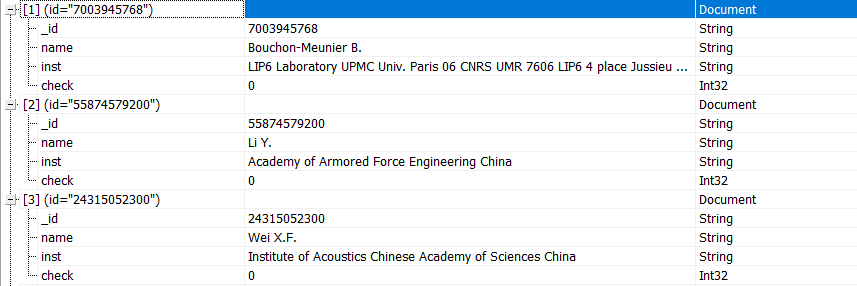 [1] (id="7003945768") Document
_id 7003945768 String
name Bouchon-Meunier B. String
inst LIP6 Laboratory UPMC Univ. Paris 06 CNRS UMR 7606 LIP6 4 place Jussieu ... String
check 0 Int32
[2] (id="55874579200") Document
_id 55874579200 String
name Li Y. String
inst Academy of Armored Force Engineering China String
check 0 Int32
[3] (id="24315052300") Document
_id 24315052300 String
name Wei X.F. String
inst Institute of Acoustics Chinese Academy of Sciences China String
check 0 Int32